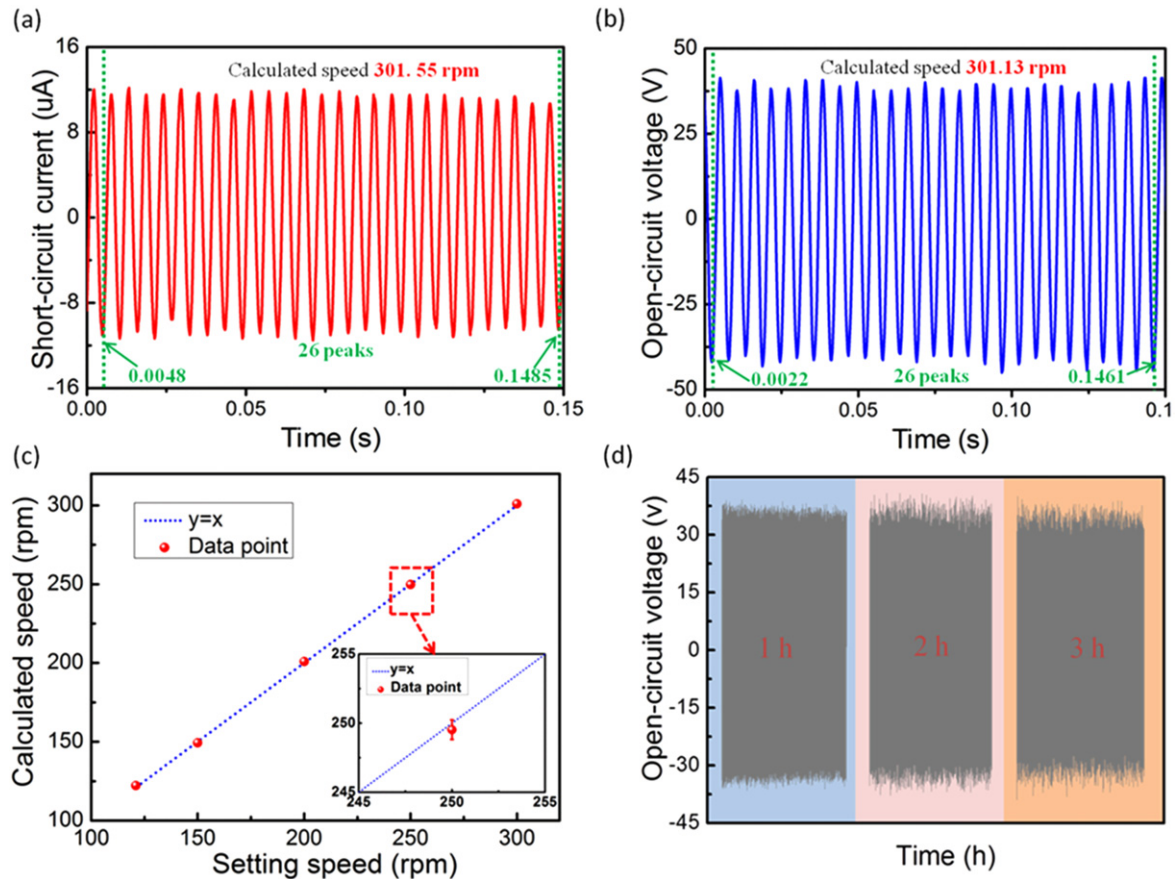 (a)
16
8
0
-8
-16
Short-circuit current (uA)
Calculated speed 301. 55 rpm
26 peaks
0.0048
0.1485
0.00
0.05
0.10
0.15
Time (s)
(b)
50
25
0
-25
-50
Open-circuit voltage (V)
Calculated speed 301.13 rpm
26 peaks
0.0022
0.1461
0.00
0.05
0.10
0.1
Time (s)
(c)
300
250
200
150
100
Calculated speed (rpm)
y=x
Data point
255
250
245
y=x
Data point
245
250
255
100
150
200
250
300
Setting speed (rpm)
(d)
45
30
15
0
-15
-30
-45
Open-circuit voltage (v)
1 h
2 h
3 h
Time (h)